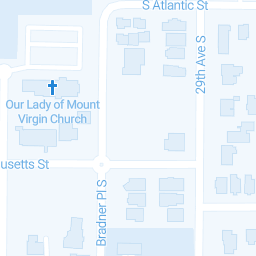 S Atlantic St
29th Ave S
Our Lady of Mount
Virgin Church
usetts St
Bradner Pl S